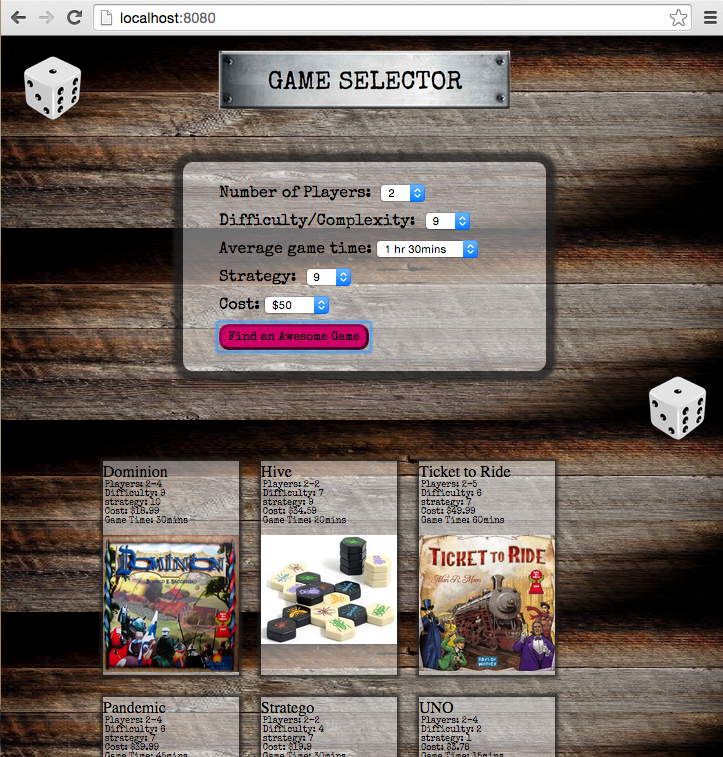 localhost:8080
GAME SELECTOR
Number of Players: 2
Difficulty/Complexity: 9
Average game time: 1 hr 30mins
Strategy: 9
Cost: $50
Find an Awesome Game
Dominion
Players: 2-4
Difficulty: 9
strategy: 10
Cost: $18.99
Game Time: 30mins
DOMINION
DONALD X. VACCARINO
Hive
Players: 2-2
Difficulty: 7
strategy: 9
Cost: $34.59
Game Time: 20mins
Ticket to Ride
Players: 2-5
Difficulty: 6
strategy: 7
Cost: $49.99
Game Time: 60mins
TICKET TO RIDE
Alan R. Moon
DAYS OF WONDER
Pandemic
Players: 2-4
Difficulty: 6
strategy: 7
Cost: $39.99
Game Time: 45mins
Stratego
Players: 2-2
Difficulty: 4
strategy: 7
Cost: $19.9
Game Time: 30mins
UNO
Players: 2-4
Difficulty: 2
strategy: 1
Cost: $3.78
Game Time: 15mins